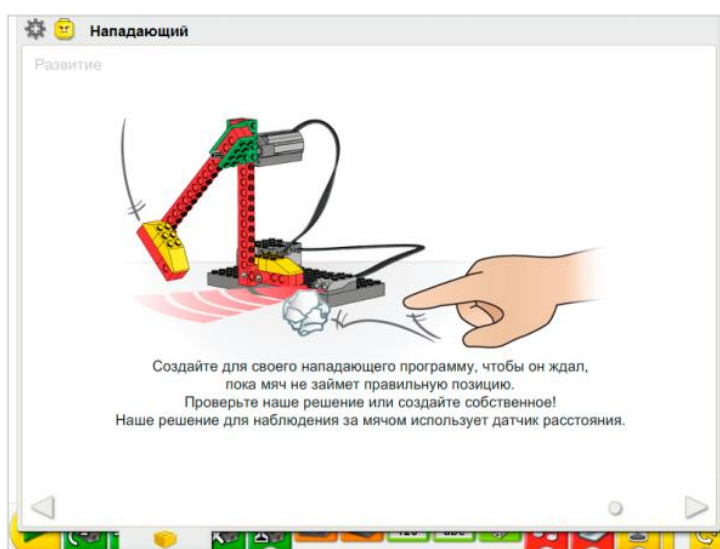 Нападающий
Развитие
Создайте для своего нападающего программу, чтобы он ждал,
пока мяч не займет правильную позицию.
Проверьте наше решение или создайте собственное!
Наше решение для наблюдения за мячом использует датчик расстояния.